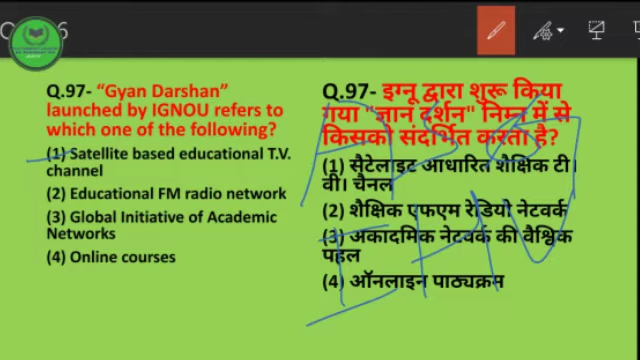 Q.97- "Gyan Darshan"
launched by IGNOU refers to
which one of the following?
(1) Satellite based educational T.V.
channel
(2) Educational FM radio network
(3) Global Initiative of Academic
Networks
(4) Online courses
Q.97- इग्नू द्वारा शुरू किया
गया "ज्ञान दर्शन" निम्न में से
किसको संदर्भित करता है?
(1) सैटेलाइट आधारित शैक्षिक टी।
वी। चैनल
(2) शैक्षिक एफएम रेडियो नेटवर्क
(3) अकादमिक नेटवर्क की वैश्विक
पहल
(4) ऑनलाइन पाठ्यक्रम